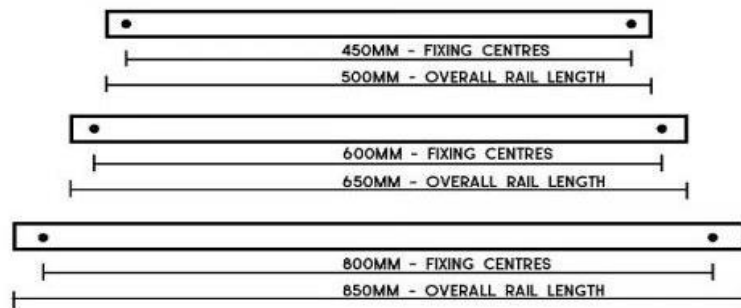 450MM - FIXING CENTRES
500MM - OVERALL RAIL LENGTH
600MM - FIXING CENTRES
650MM - OVERALL RAIL LENGTH
800MM - FIXING CENTRES
850MM - OVERALL RAIL LENGTH